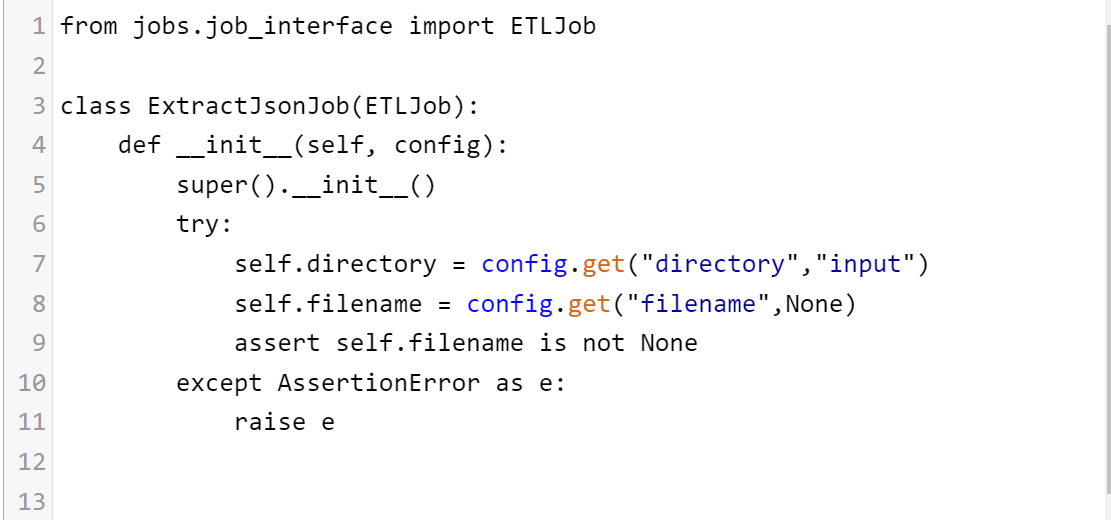 1 from jobs.job_interface import ETLJob
2
3 class ExtractJsonJob(ETLJob):
4     def __init__(self, config):
5         super().__init__()
6         try:
7             self.directory = config.get("directory","input")
8             self.filename = config.get("filename",None)
9             assert self.filename is not None
10         except AssertionError as e:
11             raise e
12
13